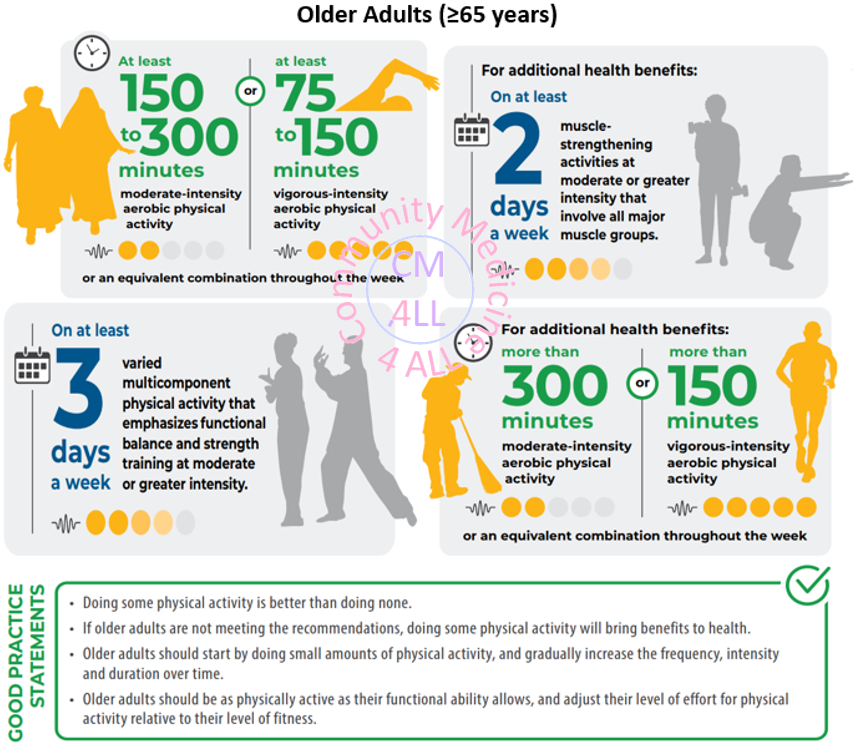 Older Adults (≥65 years)
At least
150
to300
minutes
moderate-intensity
aerobic physical
activity
or
at least
75
to150
minutes
vigorous-intensity
aerobic physical
activity
or an equivalent combination throughout the week
For additional health benefits:
On at least
2
days
a week
muscle-
strengthening
activities at
moderate or greater
intensity that
involve all major
muscle groups.
Community Medicine 4 ALL
CM
4LL
On at least
3
days
a week
varied
multicomponent
physical activity that
emphasizes functional
balance and strength
training at moderate
or greater intensity.
For additional health benefits:
more than
300
minutes
moderate-intensity
aerobic physical
activity
or
more than
150
minutes
vigorous-intensity
aerobic physical
activity
or an equivalent combination throughout the week
GOOD PRACTICE
STATEMENTS
• Doing some physical activity is better than doing none.
• If older adults are not meeting the recommendations, doing some physical activity will bring benefits to health.
• Older adults should start by doing small amounts of physical activity, and gradually increase the frequency, intensity
and duration over time.
• Older adults should be as physically active as their functional ability allows, and adjust their level of effort for physical
activity relative to their level of fitness.